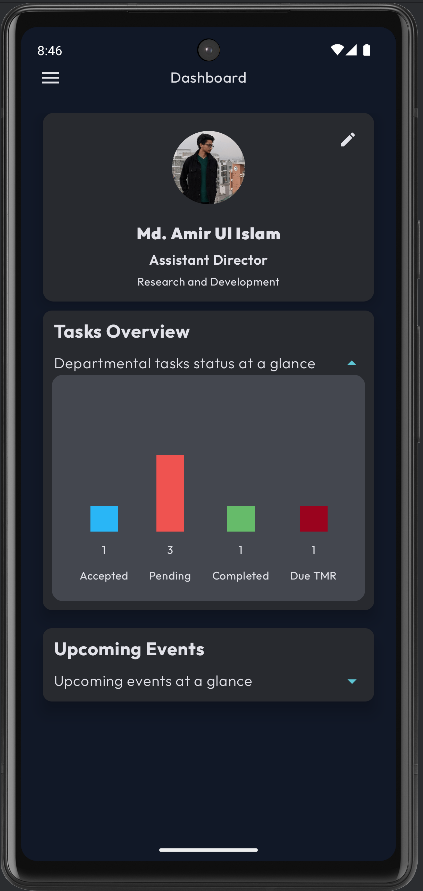 8:46
Dashboard
Md. Amir Ul Islam
Assistant Director
Research and Development
Tasks Overview
Departmental tasks status at a glance
1 3 1 1
Accepted Pending Completed Due TMR
Upcoming Events
Upcoming events at a glance